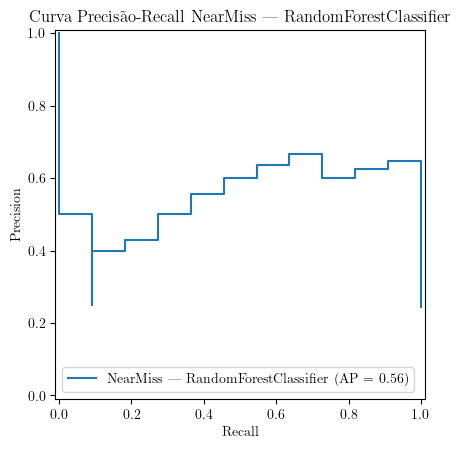 Curva Precisão-Recall NearMiss — RandomForestClassifier
1.0
0.8
0.6
0.4
0.2
0.0
Precision
NearMiss — RandomForestClassifier (AP = 0.56)
0.0 0.2 0.4 0.6 0.8 1.0
Recall